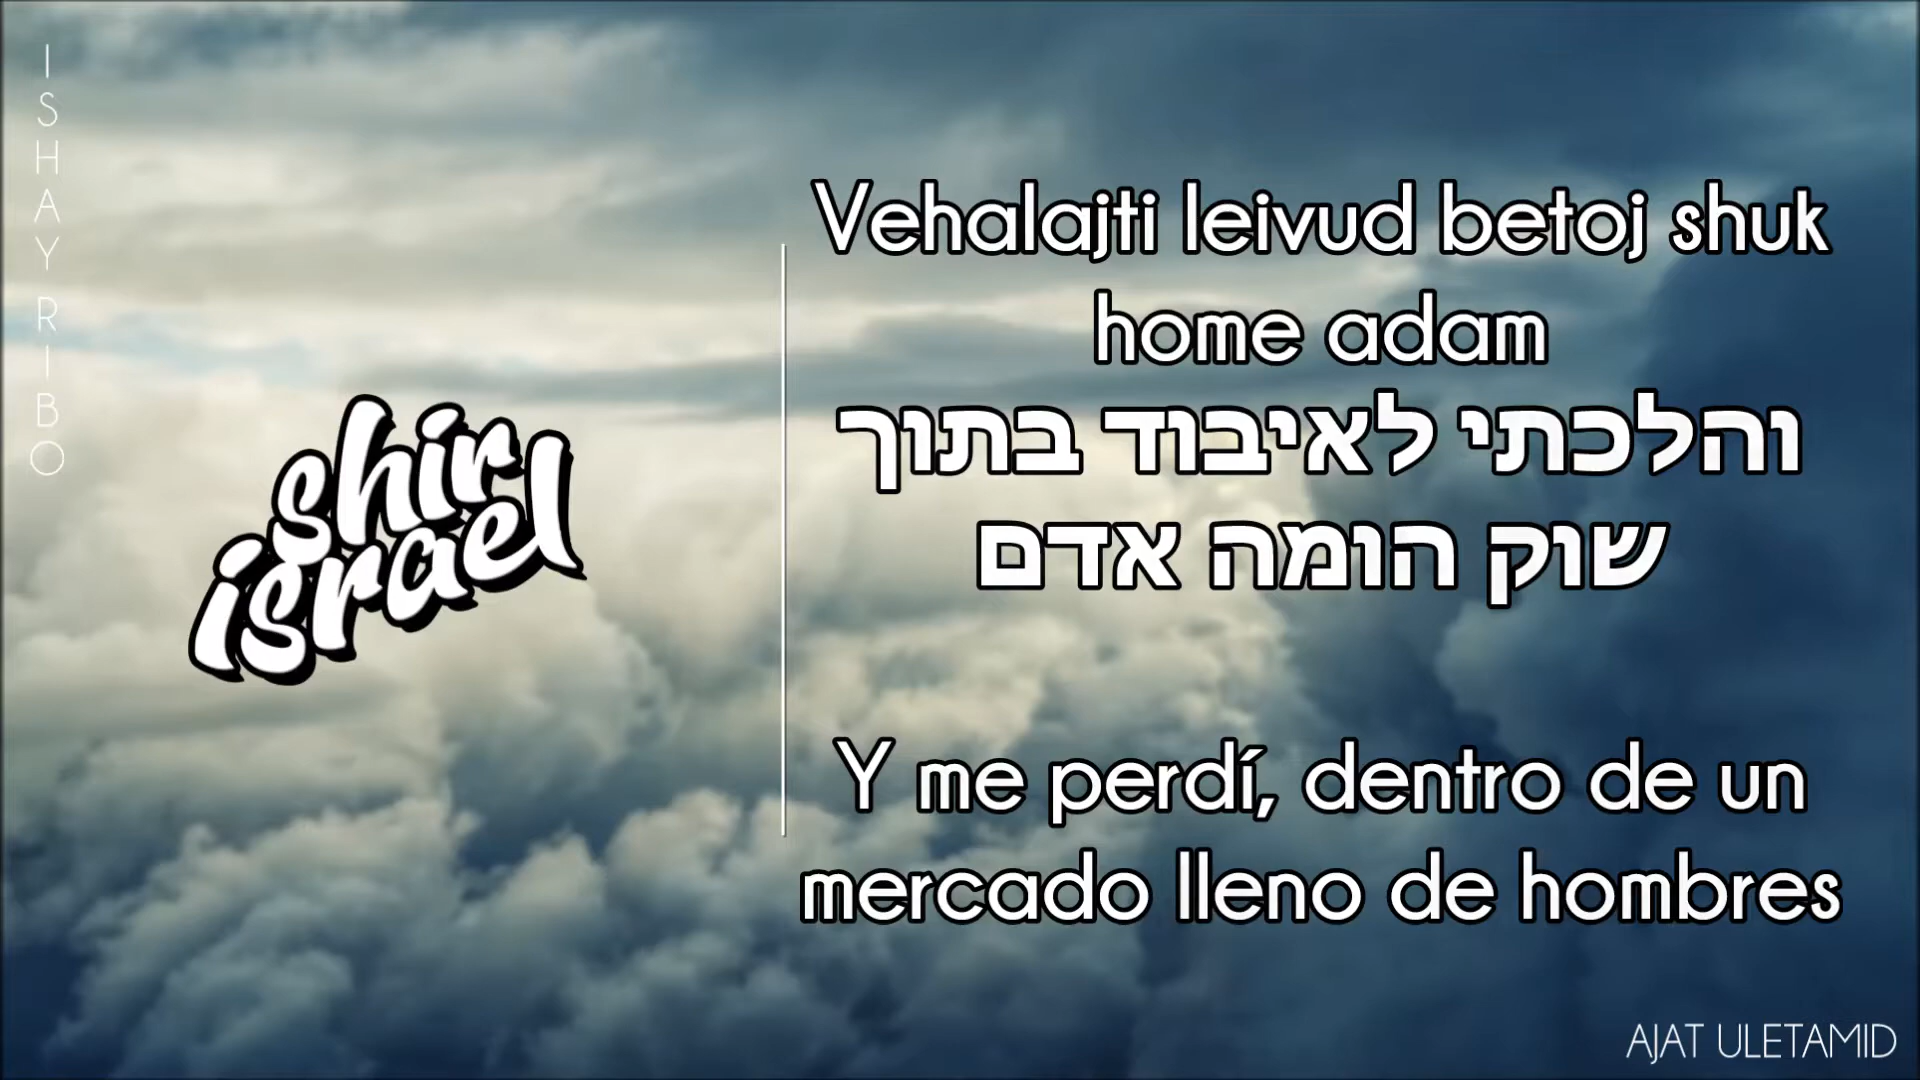 ISHAY RIBO
shir
israel
Vehalajti leivud betoj shuk
home adam
והלכתי לאיבוד בתוך
שוק הומה אדם
Y me perdí, dentro de un
mercado lleno de hombres
AJAT ULETAMID